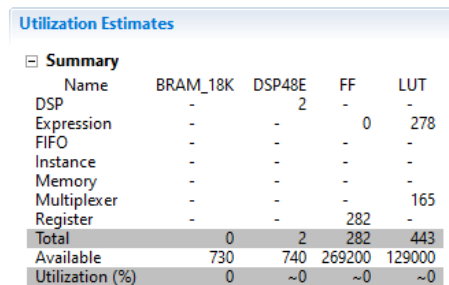 Utilization Estimates
Summary
Name BRAM_18K DSP48E FF LUT
DSP - 2 - -
Expression - - 0 278
FIFO - - - -
Instance - - - -
Memory - - - -
Multiplexer - - - 165
Register - - 282 -
Total 0 2 282 443
Available 730 740 269200 129000
Utilization (%) 0 ~0 ~0 ~0